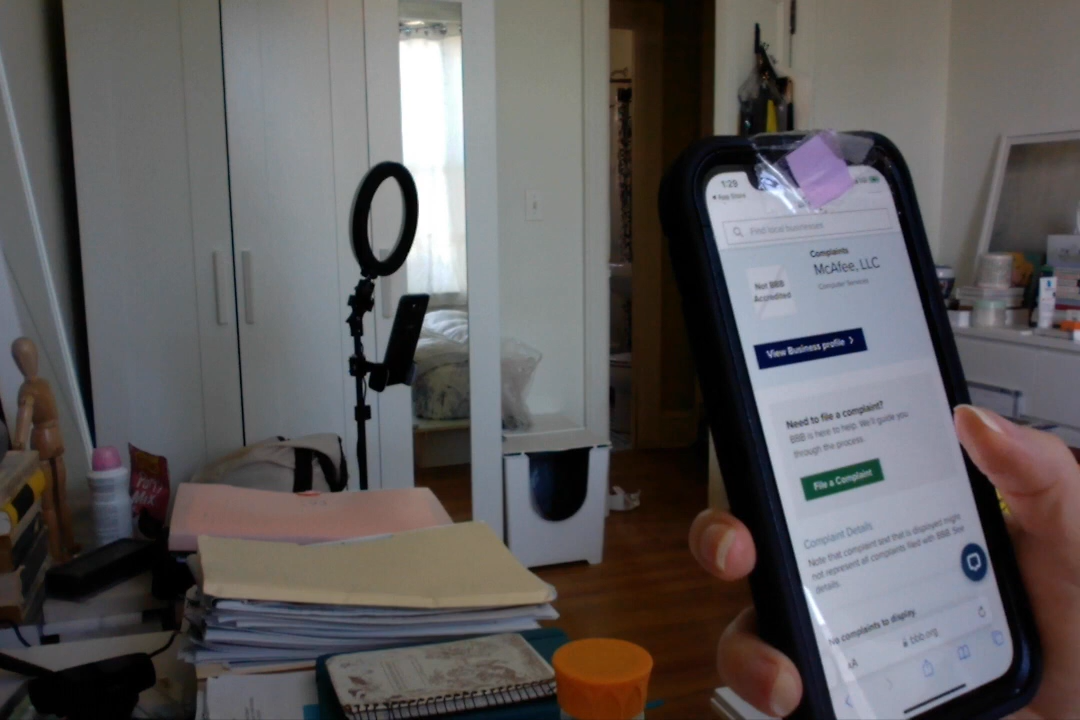 1:29
App Store
Find local businesses
Complaints
McAfee, LLC
Computer Services
Not BBB
Accredited
View Business profile
Need to file a complaint?
BBB is here to help. We'll guide you
through the process.
File a Complaint
Complaint Details
Note that complaint text that is displayed might
not represent all complaints filed with BBB. See
details.
No complaints to display
AA
bbb.org